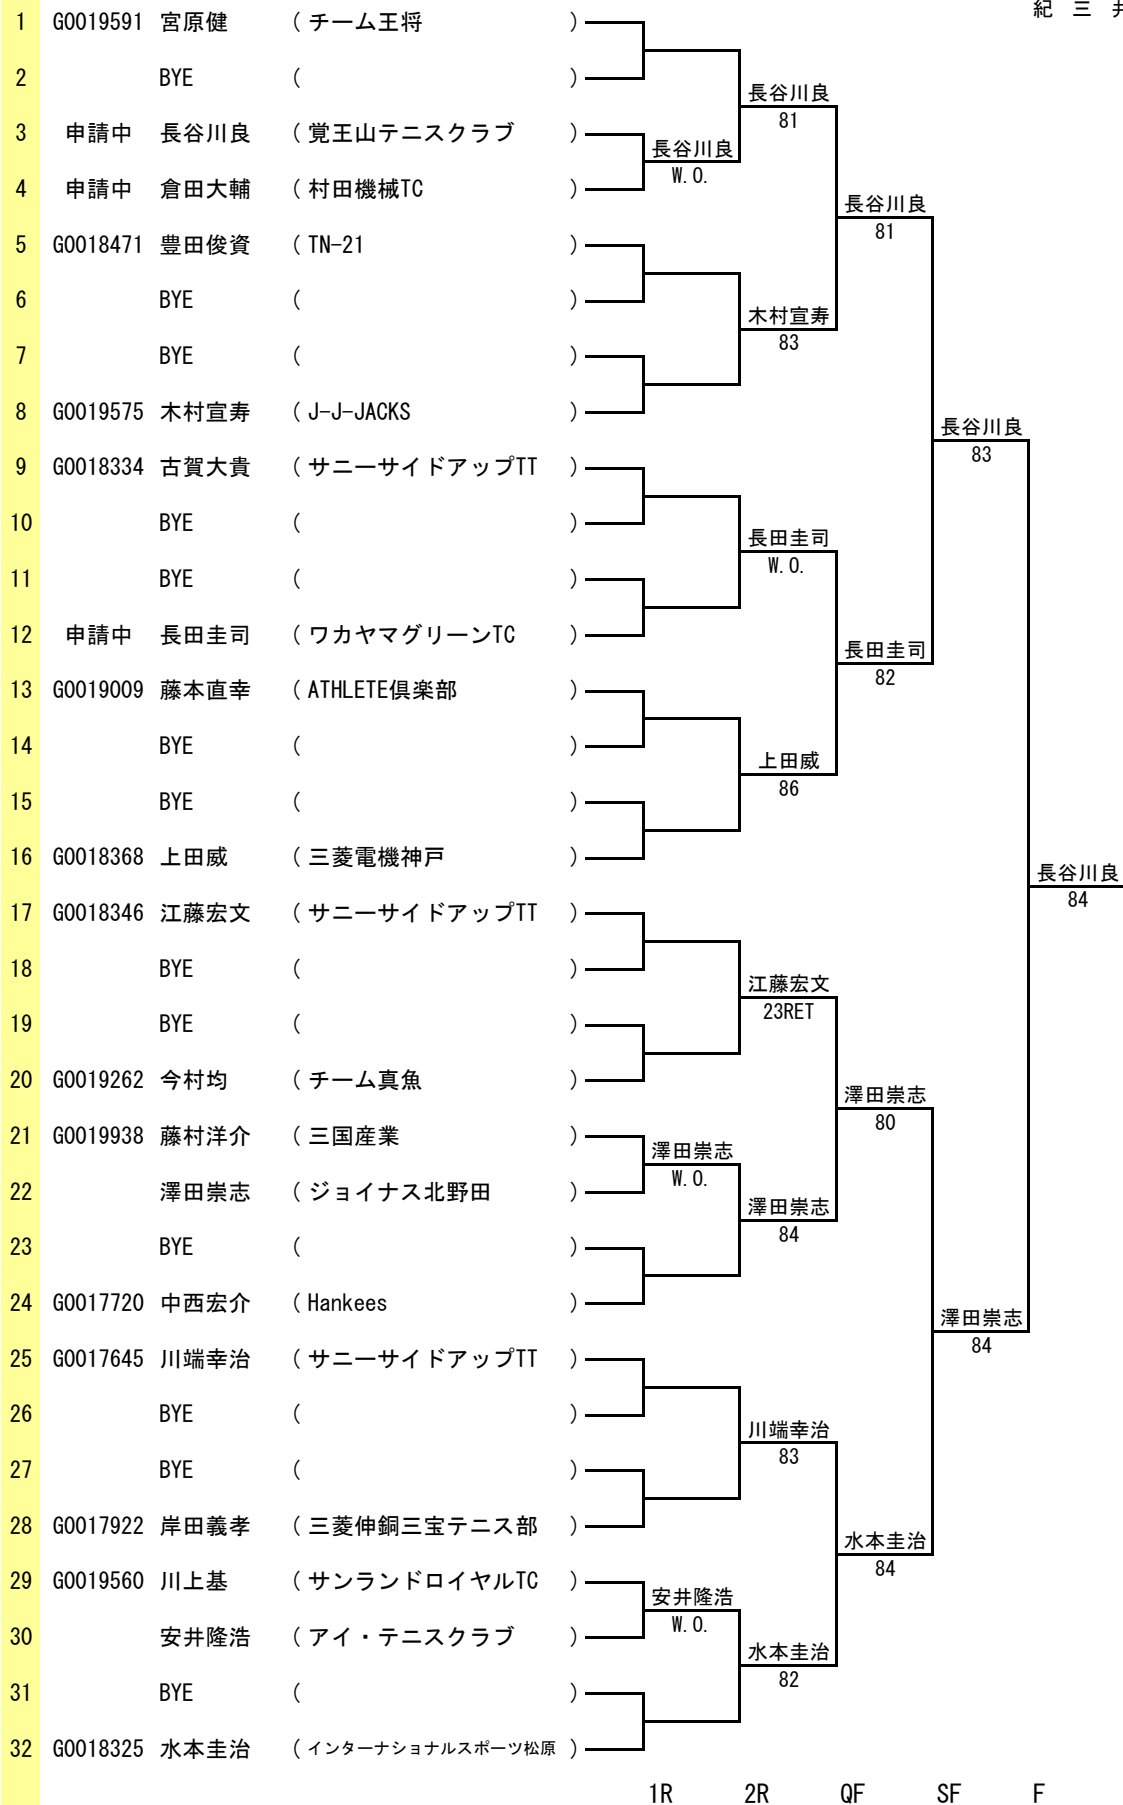 紀 三 井
1 G0019591 宮原健 ( チーム王将 )
2 BYE ( )
長谷川良
81
3 申請中 長谷川良 ( 覚王山テニスクラブ )
長谷川良
W.O.
4 申請中 倉田大輔 ( 村田機械TC )
長谷川良
81
5 G0018471 豊田俊資 ( TN-21 )
6 BYE ( )
木村宣寿
83
7 BYE ( )
8 G0019575 木村宣寿 ( J-J-JACKS )
長谷川良
83
9 G0018334 古賀大貴 ( サニーサイドアップTT )
10 BYE ( )
長田圭司
W.O.
11 BYE ( )
12 申請中 長田圭司 ( ワカヤマグリーンTC )
長田圭司
82
13 G0019009 藤本直幸 ( ATHLETE倶楽部 )
14 BYE ( )
上田威
86
15 BYE ( )
16 G0018368 上田威 ( 三菱電機神戸 )
長谷川良
84
17 G0018346 江藤宏文 ( サニーサイドアップTT )
18 BYE ( )
江藤宏文
23RET
19 BYE ( )
20 G0019262 今村均 ( チーム真魚 )
澤田崇志
80
21 G0019938 藤村洋介 ( 三国産業 )
澤田崇志
W.O.
22 澤田崇志 ( ジョイナス北野田 )
澤田崇志
84
23 BYE ( )
24 G0017720 中西宏介 ( Hankees )
澤田崇志
84
25 G0017645 川端幸治 ( サニーサイドアップTT )
26 BYE ( )
川端幸治
83
27 BYE ( )
28 G0017922 岸田義孝 ( 三菱伸銅三宝テニス部 )
水本圭治
84
29 G0019560 川上基 ( サンランドロイヤルTC )
安井隆浩
W.O.
30 安井隆浩 ( アイ・テニスクラブ )
水本圭治
82
31 BYE ( )
32 G0018325 水本圭治 ( インターナショナルスポーツ松原 )
1R 2R QF SF F